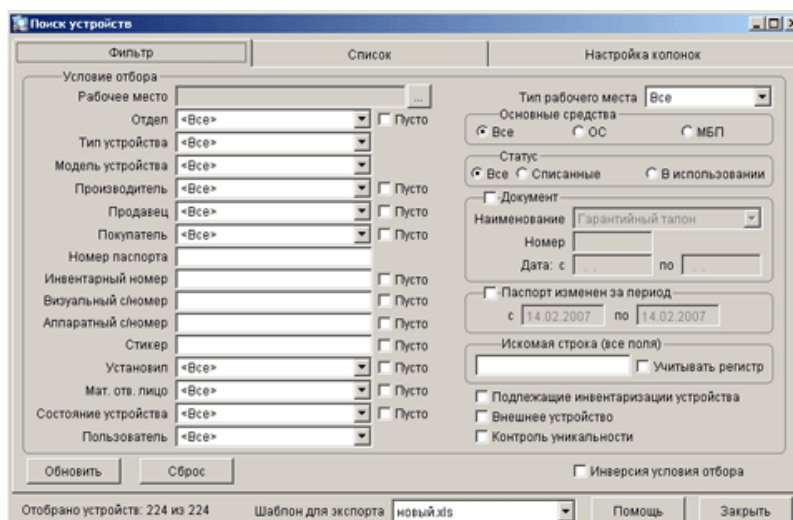 Поиск устройств
Фильтр
Список
Настройка колонок
Условие отбора
Рабочее место
...
Отдел <Все> Пусто
Тип устройства <Все>
Модель устройства <Все>
Производитель <Все> Пусто
Продавец <Все> Пусто
Покупатель <Все> Пусто
Номер паспорта
Инвентарный номер Пусто
Визуальный с/номер Пусто
Аппаратный с/номер Пусто
Стикер Пусто
Установил <Все> Пусто
Мат. отв. лицо <Все> Пусто
Состояние устройства <Все> Пусто
Пользователь <Все>
Тип рабочего места Все
Основные средства
Все ОС МБП
Статус
Все Списанные В использовании
Документ
Наименование Гарантийный талон
Номер
Дата: с . . по . .
Паспорт изменен за период
с 14.02.2007 по 14.02.2007
Искомая строка (все поля)
Учитывать регистр
Подлежащие инвентаризации устройства
Внешнее устройство
Контроль уникальности
Обновить Сброс
Инверсия условия отбора
Отобрано устройств: 224 из 224
Шаблон для экспорта новый.xls
Помощь Закрыть